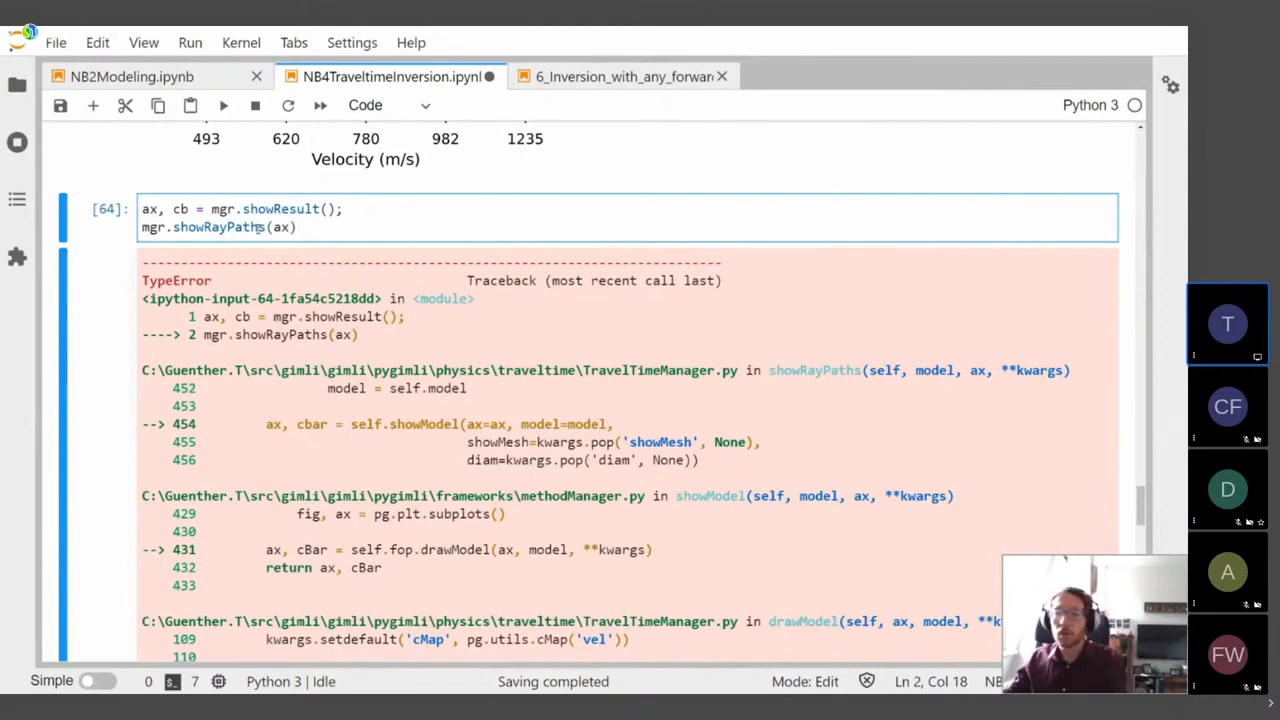 File Edit View Run Kernel Tabs Settings Help
NB2Modeling.ipynb NB4TraveltimeInversion.ipynl 6_Inversion_with_any_forwar
Code Python 3
493 620 780 982 1235
Velocity (m/s)
[64]: ax, cb = mgr.showResult();
mgr.showRayPaths(ax)
TypeError Traceback (most recent call last)
<ipython-input-64-1fa54c5218dd> in <module>
1 ax, cb = mgr.showResult();
----> 2 mgr.showRayPaths(ax)
C:\Guenther.T\src\gimli\gimli\pygimli\physics\traveltime\TravelTimeManager.py in showRayPaths(self, model, ax, **kwargs)
452 model = self.model
453
--> 454 ax, cbar = self.showModel(ax=ax, model=model,
455 showMesh=kwargs.pop('showMesh', None),
456 diam=kwargs.pop('diam', None))
C:\Guenther.T\src\gimli\gimli\pygimli\frameworks\methodManager.py in showModel(self, model, ax, **kwargs)
429 fig, ax = pg.plt.subplots()
430
--> 431 ax, cBar = self.fop.drawModel(ax, model, **kwargs)
432 return ax, cBar
433
C:\Guenther.T\src\gimli\gimli\pygimli\physics\traveltime\TravelTimeManager.py in drawModel(self, ax, model, **k
109 kwargs.setdefault('cMap', pg.utils.cMap('vel'))
110
Simple 0 7 Python 3 | Idle Saving completed Mode: Edit Ln 2, Col 18 NB
T
CF
D
A
FW